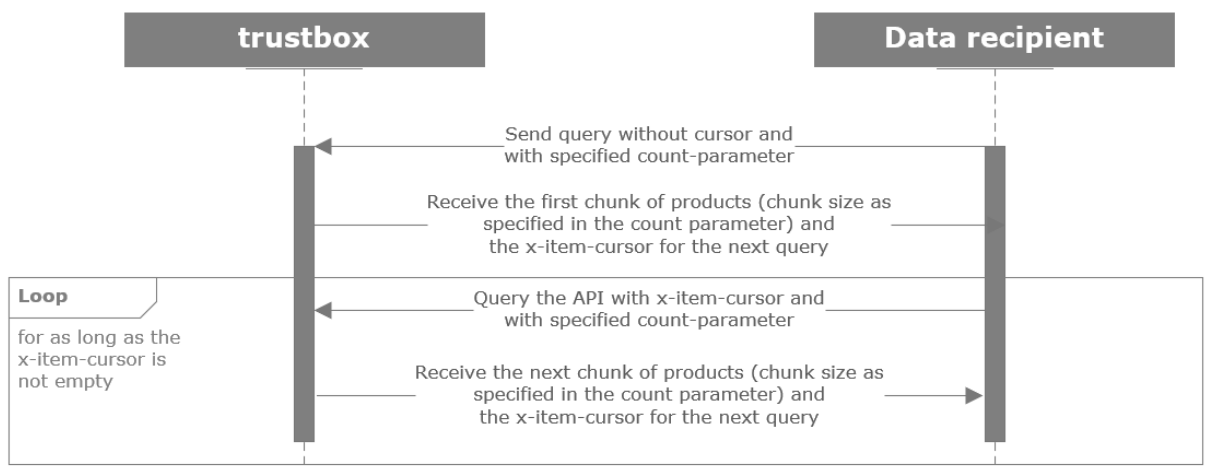 trustbox
Data recipient
Send query without cursor and
with specified count-parameter
Receive the first chunk of products (chunk size as
specified in the count parameter) and
the x-item-cursor for the next query
Loop
for as long as the
x-item-cursor is
not empty
Query the API with x-item-cursor and
with specified count-parameter
Receive the next chunk of products (chunk size as
specified in the count parameter) and
the x-item-cursor for the next query